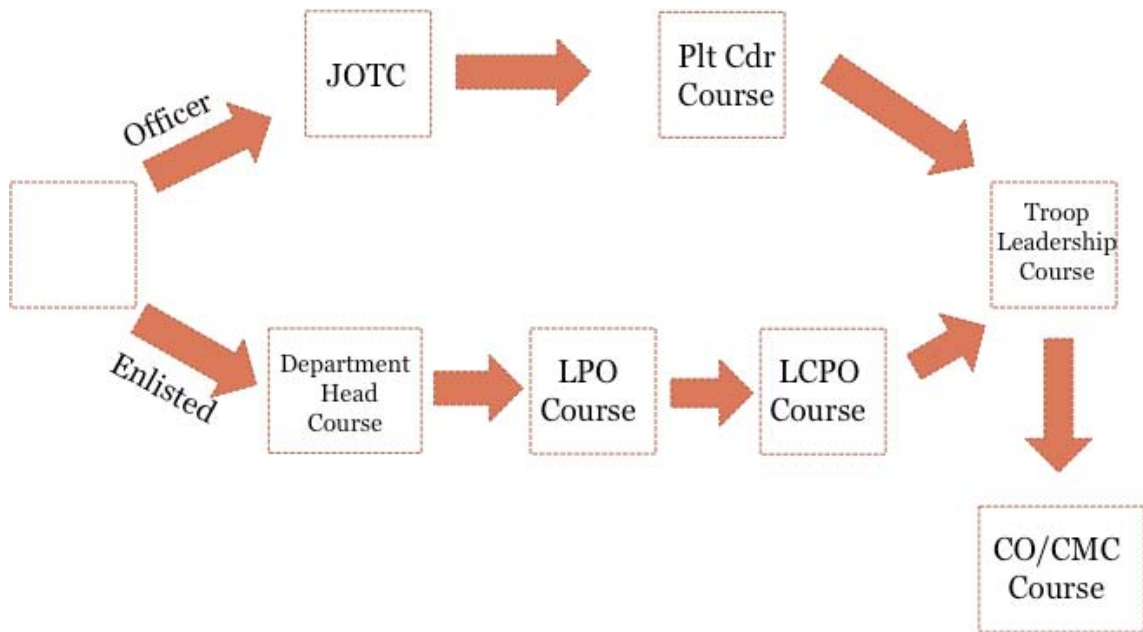 Officer
JOTC
Plt Cdr
Course
Troop
Leadership
Course
Enlisted
Department
Head
Course
LPO
Course
LCPO
Course
CO/CMC
Course